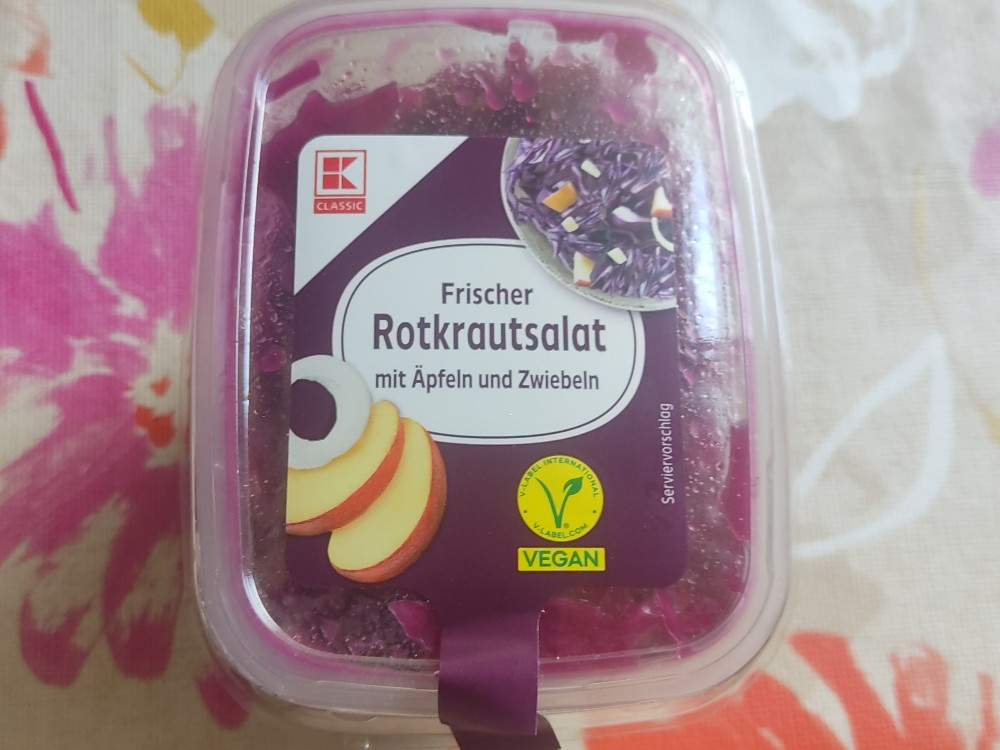 K
CLASSIC
Frischer
Rotkrautsalat
mit Äpfeln und Zwiebeln
Serviervorschlag
V-LABEL INTERNATIONAL
®
V-LABEL.COM
VEGAN